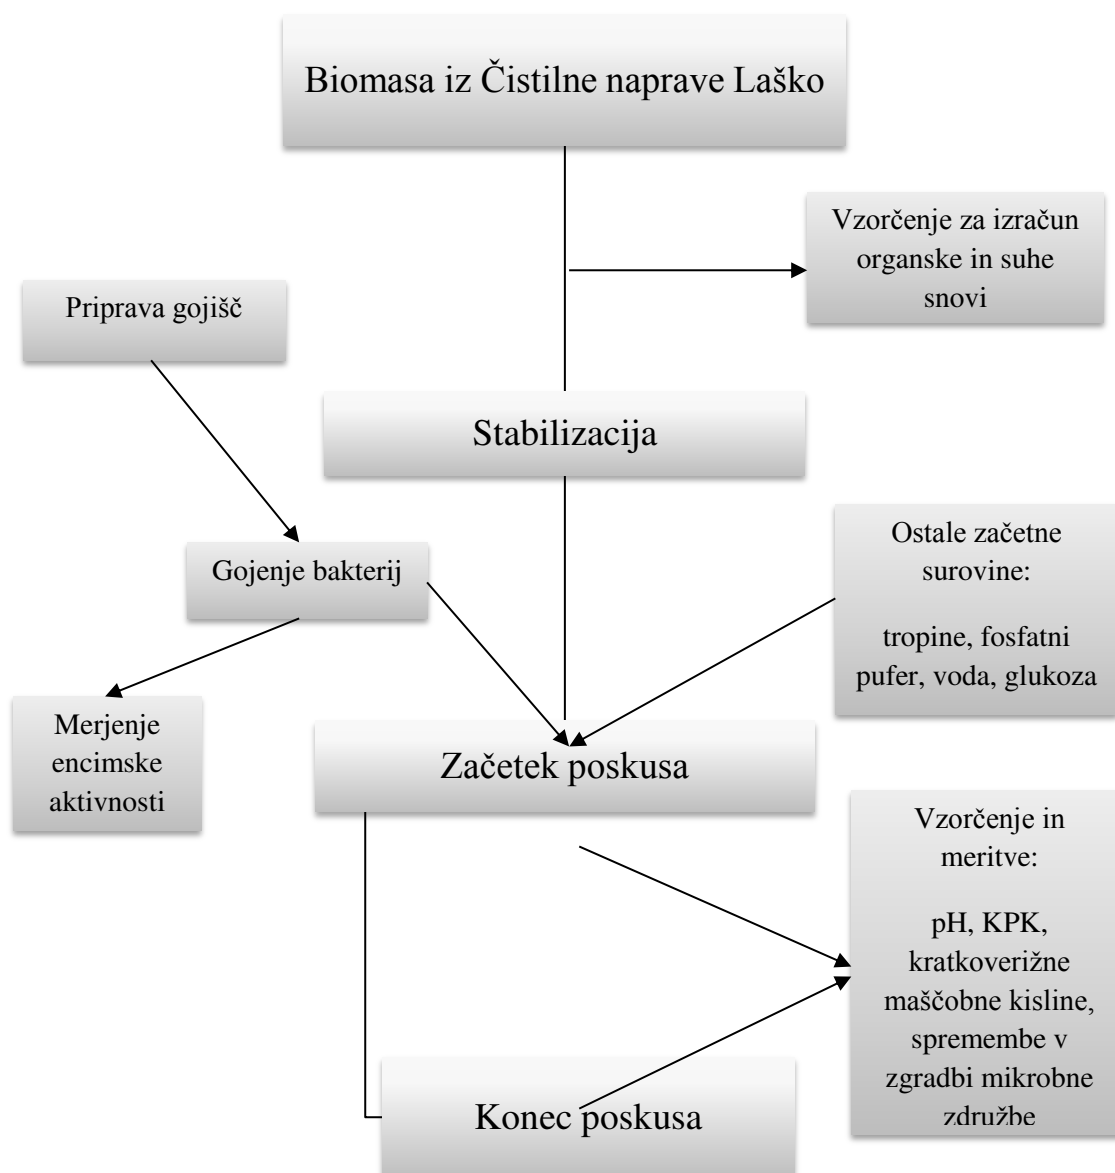 Biomasa iz Čistilne naprave Laško
Vzorčenje za izračun
organske in suhe
snovi
Priprava gojišč
Stabilizacija
Gojenje bakterij
Ostale začetne
surovine:
tropine, fosfatni
pufer, voda, glukoza
Merjenje
encimske
aktivnosti
Začetek poskusa
Vzorčenje in
meritve:
pH, KPK,
kratkoverižne
maščobne kisline,
spremembe v
zgradbi mikrobne
združbe
Konec poskusa